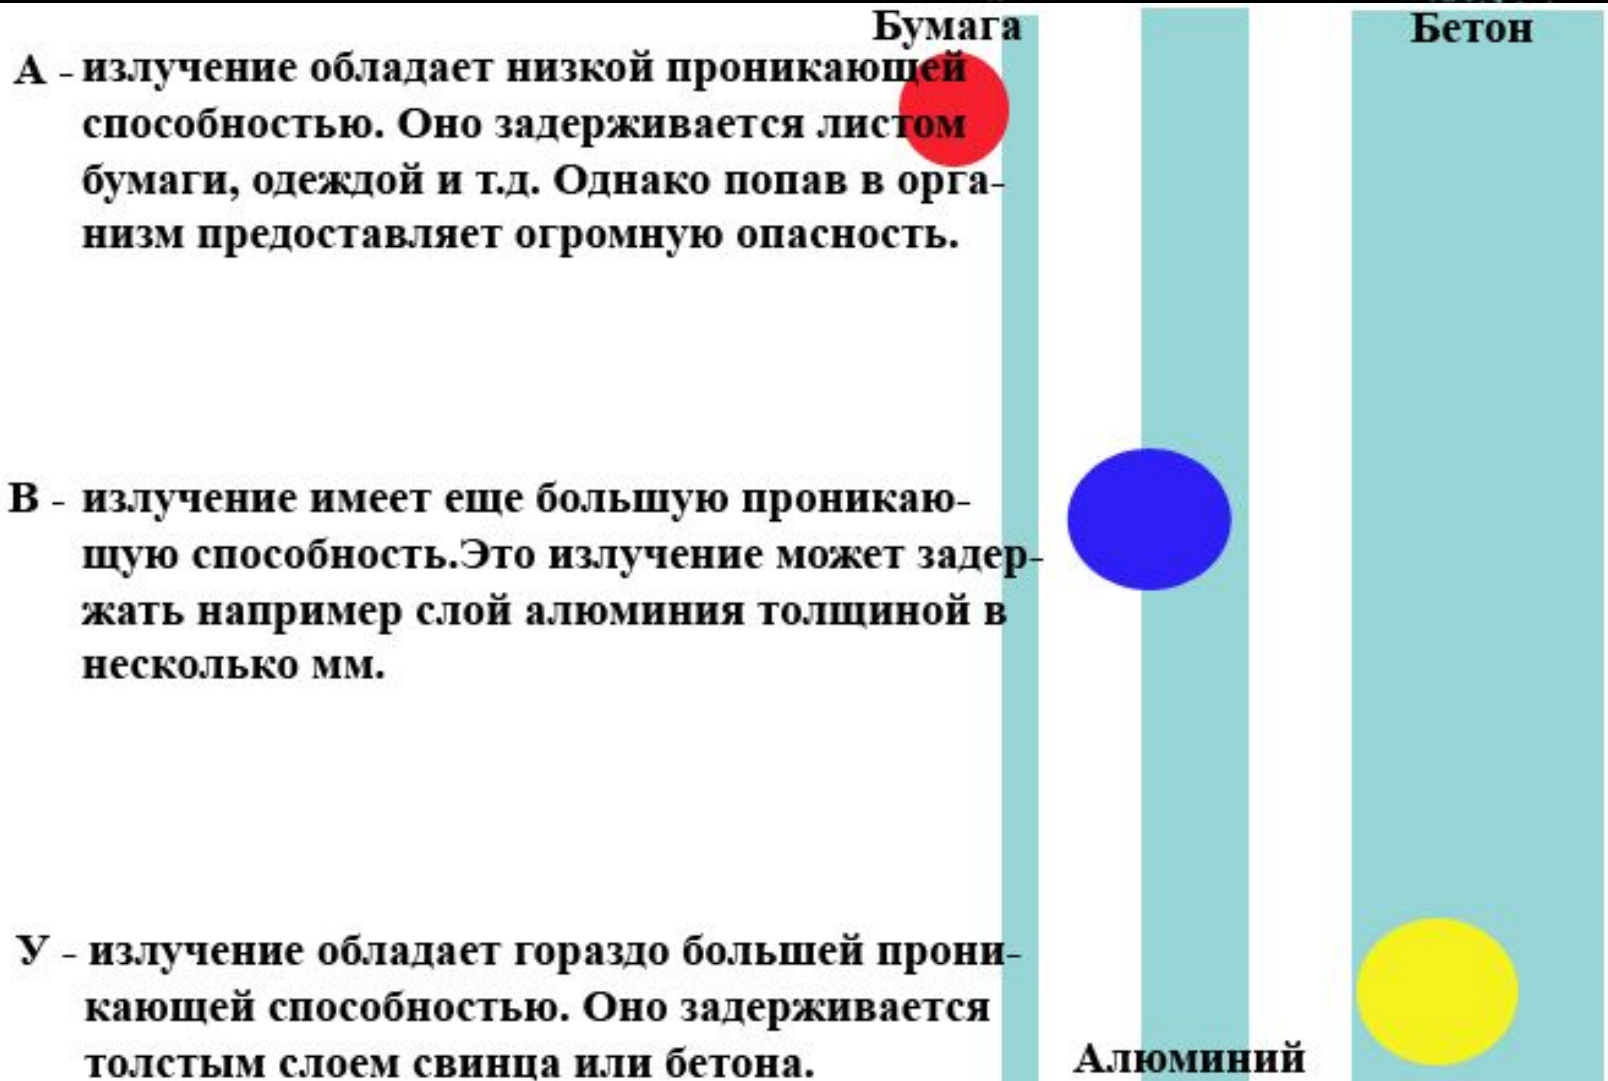 Бумага
Бетон
А - излучение обладает низкой проникающей
способностью. Оно задерживается листом
бумаги, одеждой и т.д. Однако попав в орга-
низм предоставляет огромную опасность.
В - излучение имеет еще большую проникаю-
щую способность.Это излучение может задер-
жать например слой алюминия толщиной в
несколько мм.
У - излучение обладает гораздо большей прони-
кающей способностью. Оно задерживается
толстым слоем свинца или бетона.
Алюминий